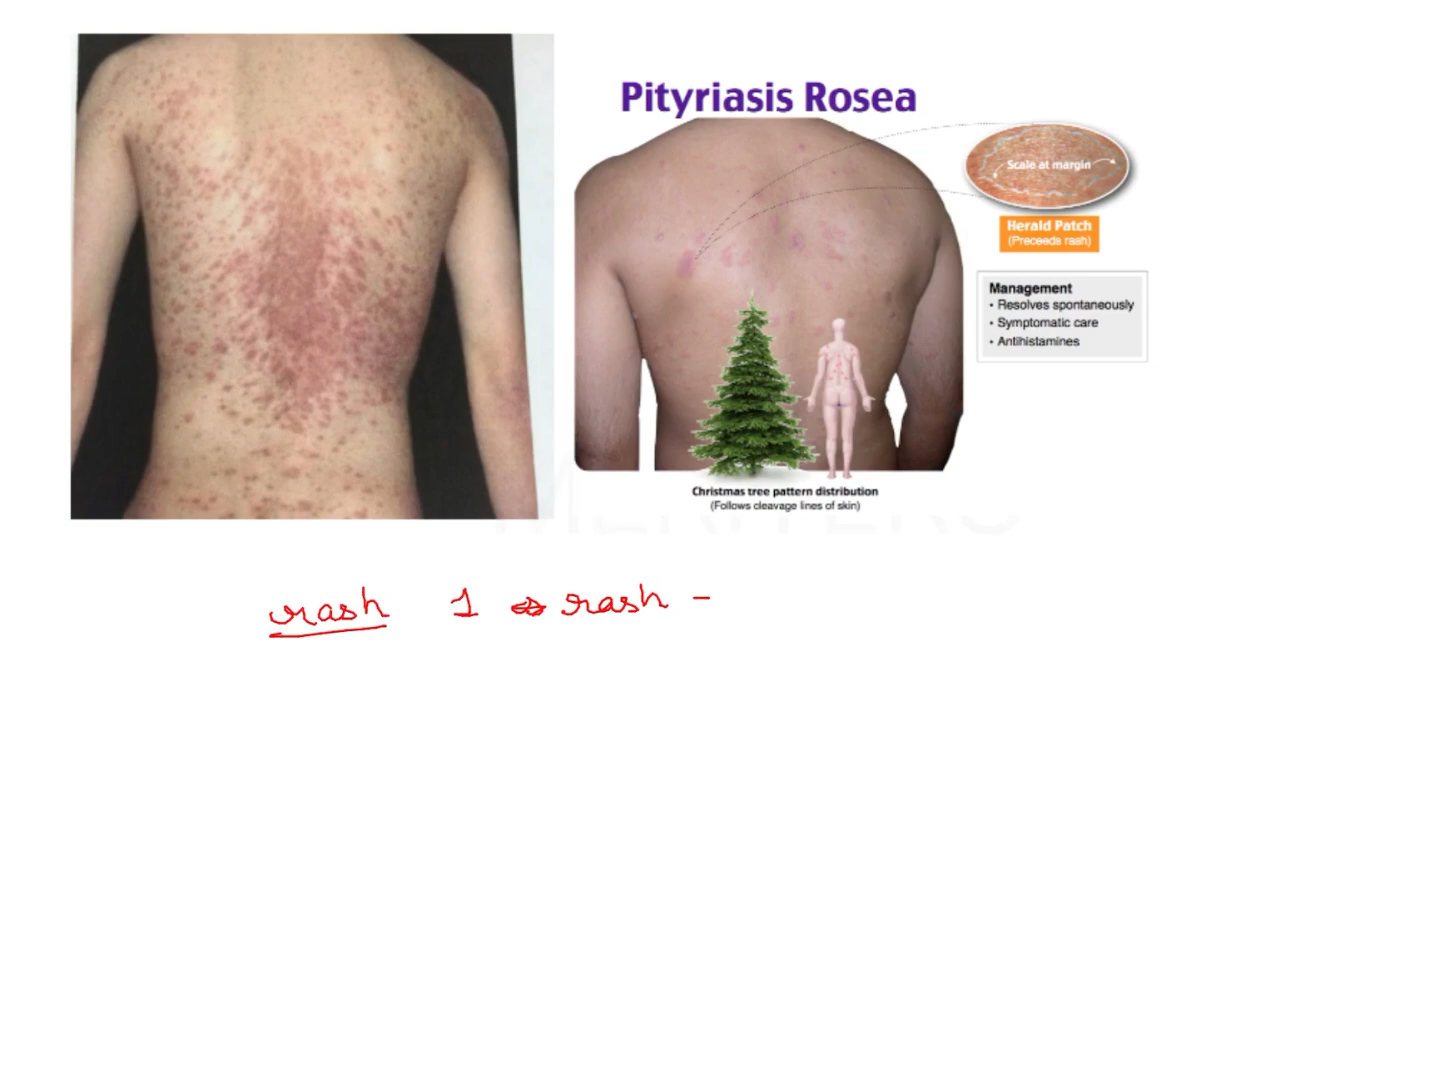 Pityriasis Rosea
Scale at margin
Herald Patch
(Preceeds rash)
Management
• Resolves spontaneously
• Symptomatic care
• Antihistamines
Christmas tree pattern distribution
(Follows cleavage lines of skin)
rash 1 rash -